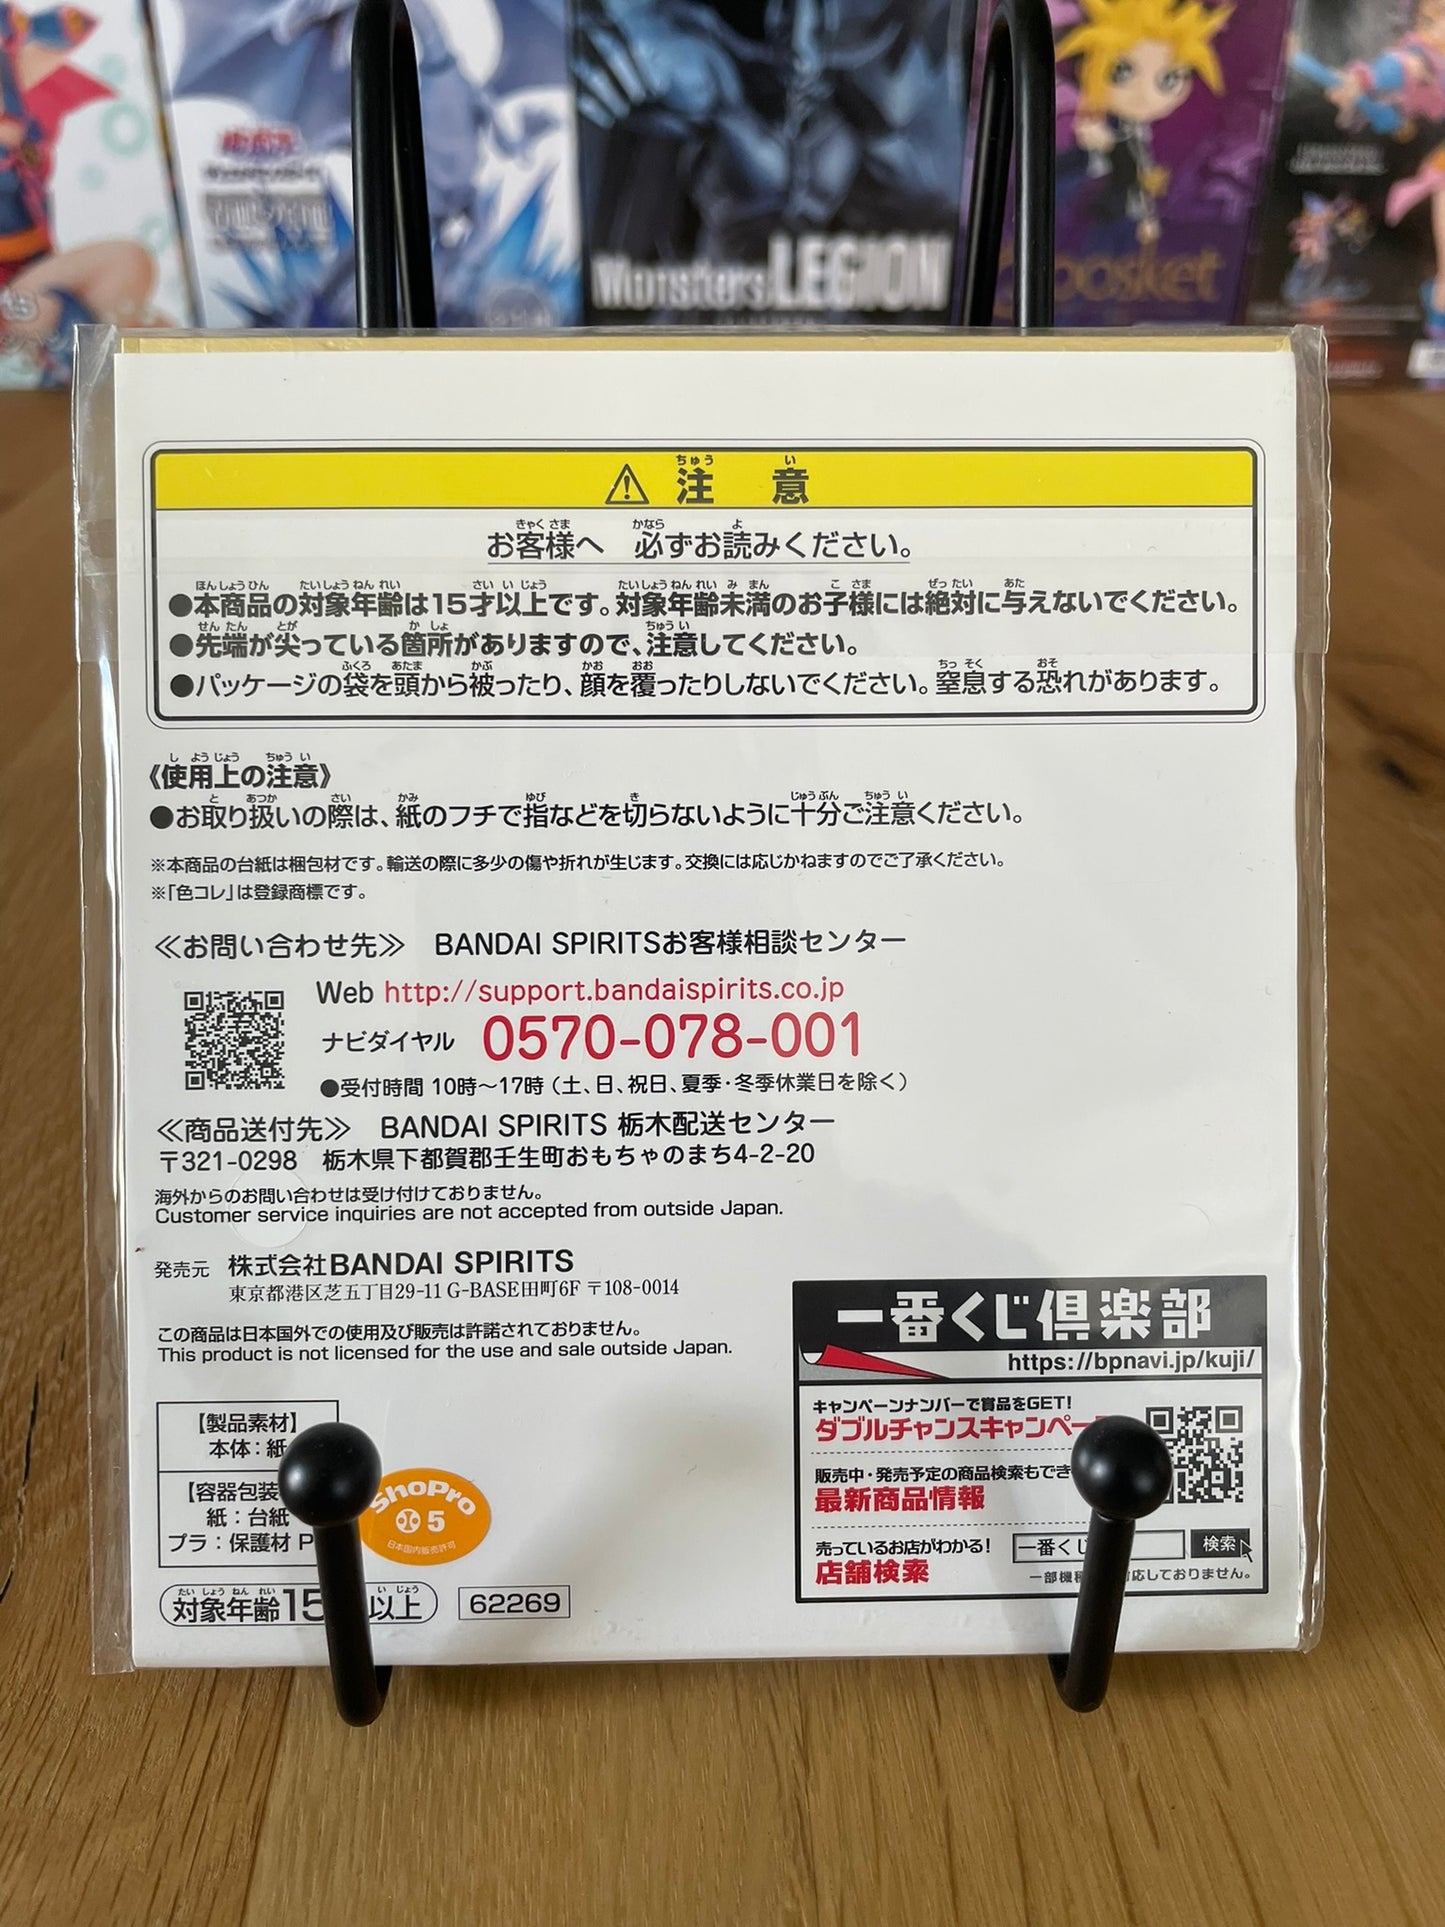 Monsters LEGION
注 意
お客様へ 必ずお読みください。
●本商品の対象年齢は15才以上です。対象年齢未満のお子様には絶対に与えないでください。
●先端が尖っている箇所がありますので、注意してください。
●パッケージの袋を頭から被ったり、顔を覆ったりしないでください。窒息する恐れがあります。
《使用上の注意》
●お取り扱いの際は、紙のフチで指などを切らないように十分ご注意ください。
※本商品の台紙は梱包材です。輸送の際に多少の傷や折れが生じます。交換には応じかねますのでご了承ください。
※「色コレ」は登録商標です。
≪お問い合わせ先≫ BANDAI SPIRITSお客様相談センター
Web http://support.bandaispirits.co.jp
ナビダイヤル 0570-078-001
●受付時間 10時〜17時（土、日、祝日、夏季・冬季休業日を除く）
≪商品送付先≫ BANDAI SPIRITS 栃木配送センター
〒321-0298 栃木県下都賀郡壬生町おもちゃのまち4-2-20
海外からのお問い合わせは受け付けておりません。
Customer service inquiries are not accepted from outside Japan.
発売元 株式会社BANDAI SPIRITS
東京都港区芝五丁目29-11 G-BASE田町6F 〒108-0014
この商品は日本国外での使用及び販売は許諾されておりません。
This product is not licensed for the use and sale outside Japan.
【製品素材】
本体：紙
【容器包装
紙：台紙
プラ：保護材 P
ShoPro
5
日本国内販売許可
対象年齢15 以上
62269
一番くじ倶楽部
https://bpnavi.jp/kuji/
キャンペーンナンバーで賞品をGET!
ダブルチャンスキャンペー
販売中・発売予定の商品検索もでき
最新商品情報
売っているお店がわかる!
店舗検索
一番くじ 検索
一部機種 対応しておりません。